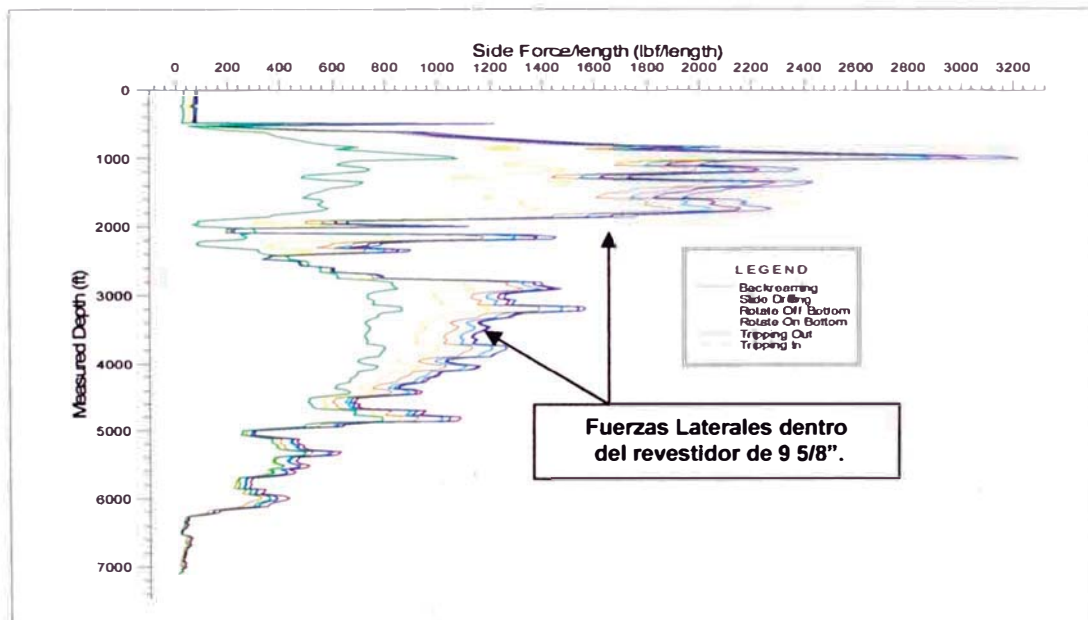 Side Force/length (lbf/length)
0 200 400 600 800 1000 1200 1400 1600 1800 2000 2200 2400 2600 2800 3000 3200
0
1000
2000
3000
4000
5000
6000
7000
Measured Depth (ft)
LEGEND
Backreaming
Slide Drilling
Rotate Off Bottom
Rotate On Bottom
Tripping Out
Tripping In
Fuerzas Laterales dentro
del revestidor de 9 5/8”.